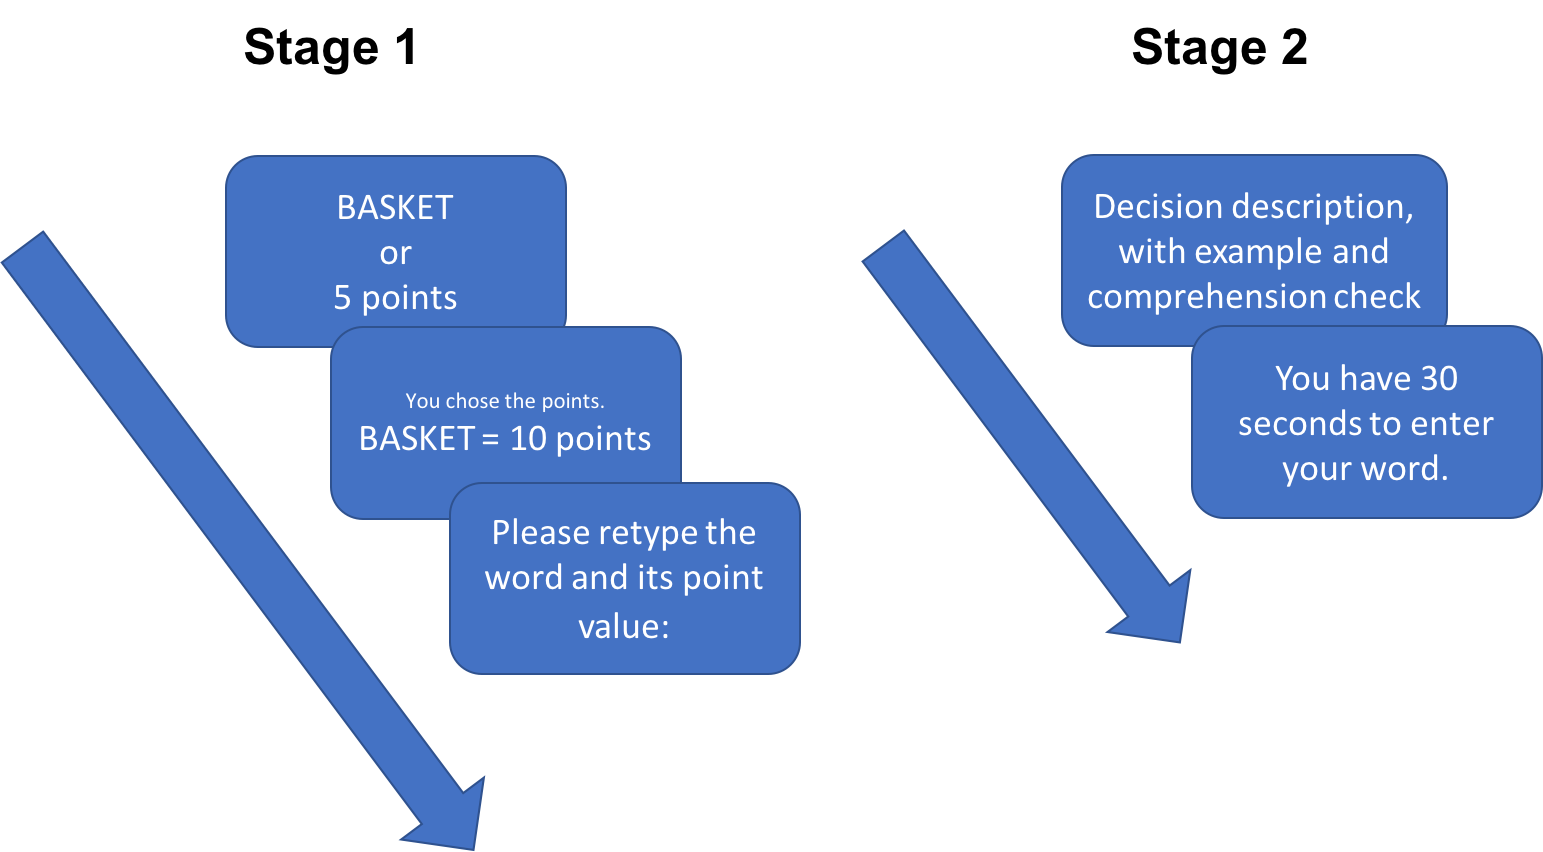 Stage 1
BASKET
or
5 points
You chose the points.
BASKET = 10 points
Please retype the
word and its point
value:
Stage 2
Decision description,
with example and
comprehension check
You have 30
seconds to enter
your word.